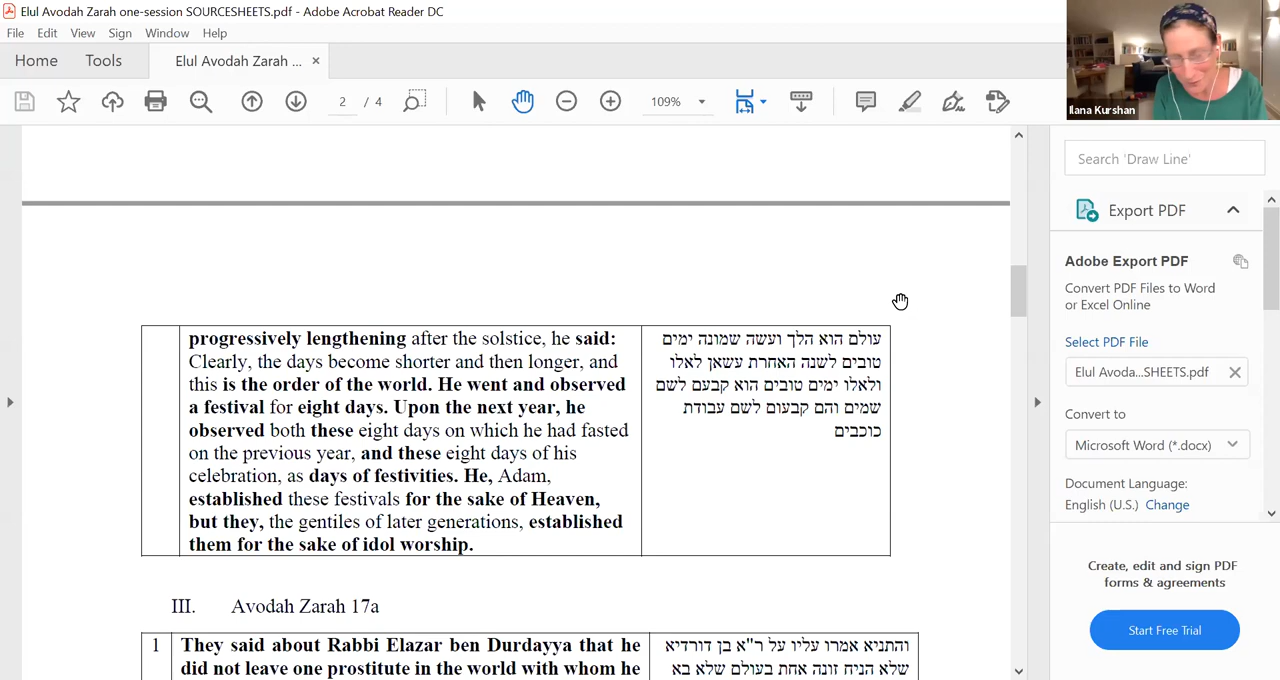 Elul Avodah Zarah one-session SOURCESHEETS.pdf - Adobe Acrobat Reader DC
File Edit View Sign Window Help
Home Tools Elul Avodah Zarah ... ×
2 / 4 109%
Ilana Kurshan
Search 'Draw Line'
Export PDF
Adobe Export PDF
Convert PDF Files to Word
or Excel Online
Select PDF File
Elul Avoda...SHEETS.pdf
Convert to
Microsoft Word (*.docx)
Document Language:
English (U.S.) Change
Create, edit and sign PDF
forms & agreements
Start Free Trial
progressively lengthening after the solstice, he said:
Clearly, the days become shorter and then longer, and
this is the order of the world. He went and observed
a festival for eight days. Upon the next year, he
observed both these eight days on which he had fasted
on the previous year, and these eight days of his
celebration, as days of festivities. He, Adam,
established these festivals for the sake of Heaven,
but they, the gentiles of later generations, established
them for the sake of idol worship.
עולם הוא הלך ועשה שמונה ימים
טובים לשנה האחרת עשאן לאלו
ולאלו ימים טובים הוא קבעם לשם
שמים והם קבעום לשם עבודת
כוכבים
III. Avodah Zarah 17a
1 They said about Rabbi Elazar ben Durdayya that he
did not leave one prostitute in the world with whom he
והתניא אמרו עליו על ר"א בן דורדיא
שלא הניח זונה אחת בעולם שלא בא